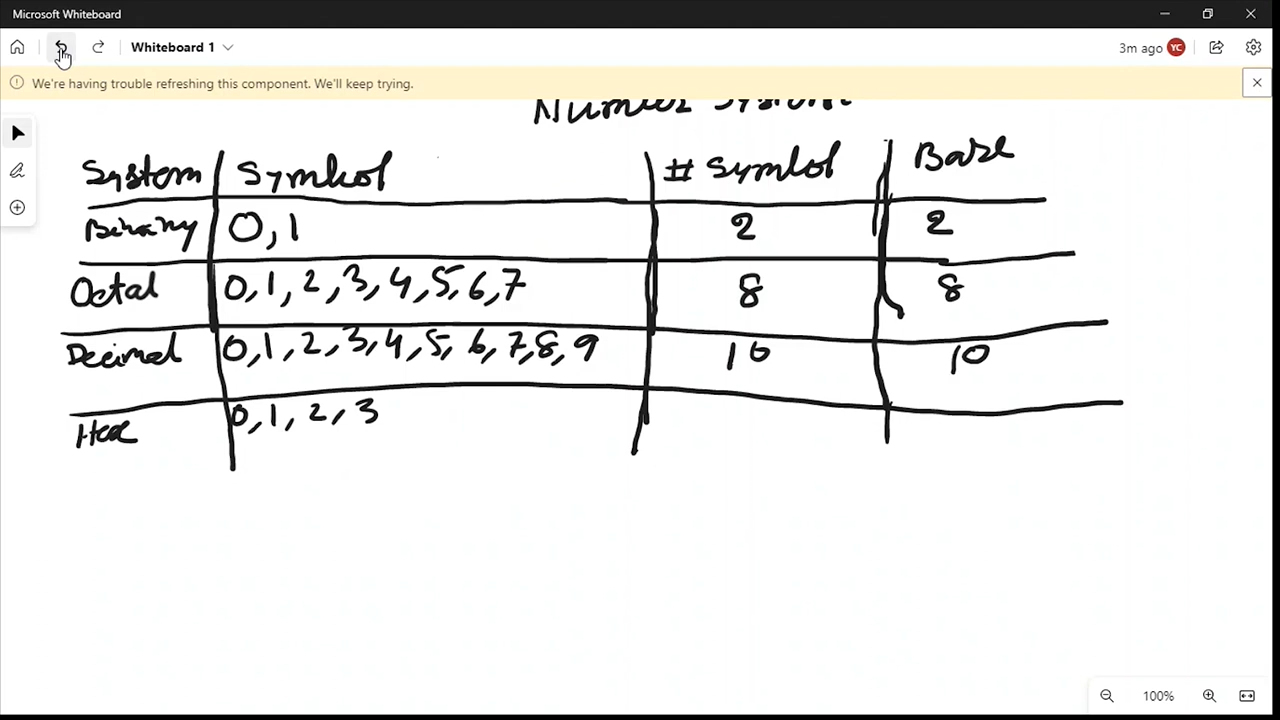 Microsoft Whiteboard
Whiteboard 1
3m ago YC
We're having trouble refreshing this component. We'll keep trying.
Number System
System Symbol # Symbol Base
Binary 0, 1 2 2
Octal 0, 1, 2, 3, 4, 5, 6, 7 8 8
Decimal 0, 1, 2, 3, 4, 5, 6, 7, 8, 9 10 10
Hex 0, 1, 2, 3
100%